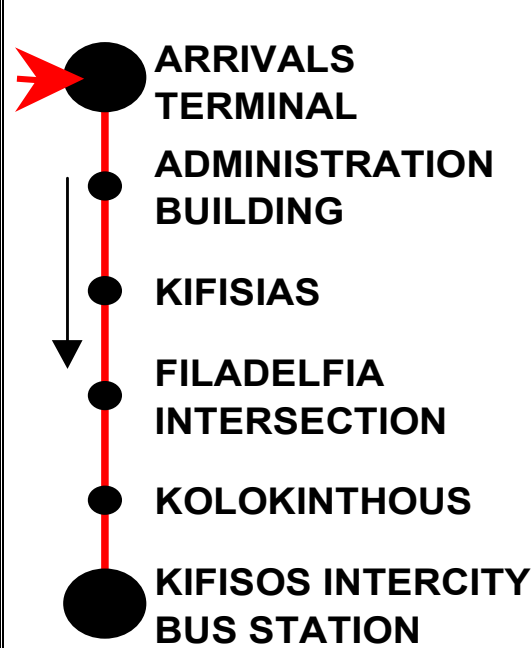 ARRIVALS
TERMINAL
ADMINISTRATION
BUILDING
KIFISIAS
FILADELFIA
INTERSECTION
KOLOKINTHOUS
KIFISOS INTERCITY
BUS STATION